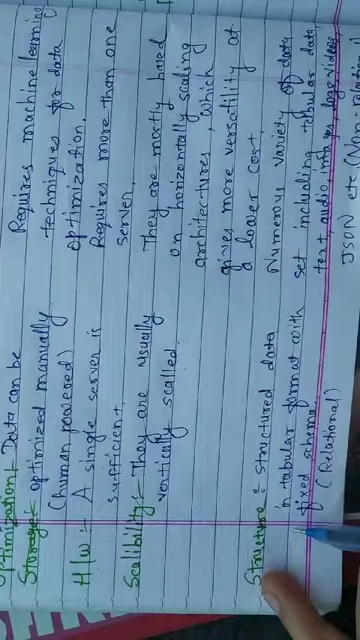 Optimization:- Data can be Requires machine learning
Storage:- optimized manually techniques for data
(human powered) optimization.
H/W :- A single server is Requires more than one
sufficient. server.
Scalibility:- They are usually They are mostly based
vertically scalled. on horizontally scaling
architectures, which
gives more versatility at
a lower cost.
Structure : structured data Numerous variety of data
in tabular format with set including tabular data,
fixed schema. text, audio, images, logs, videos,
(Relational) JSON etc (Non-relational)